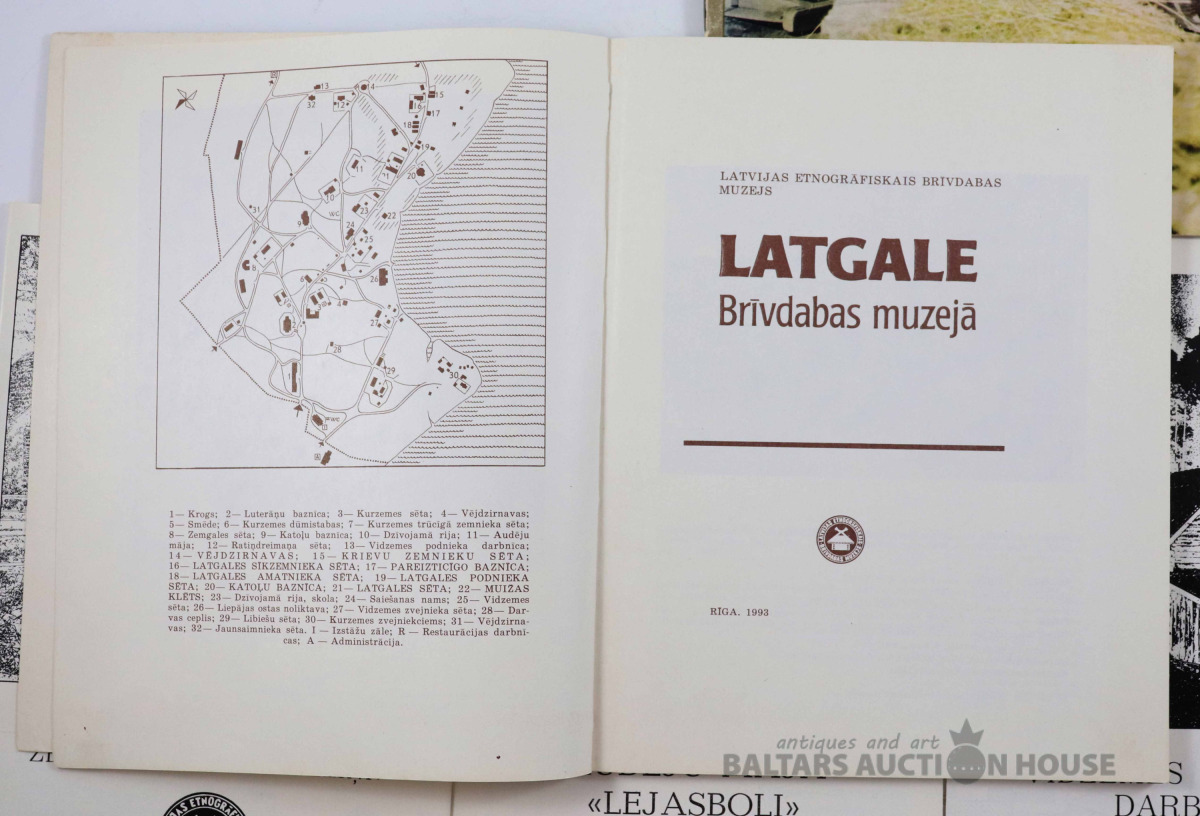 1— Krogs; 2— Luterāņu baznīca; 3— Kurzemes sēta; 4— Vējdzirnavas;
5— Smēde; 6— Kurzemes dūmistabas; 7— Kurzemes trūcīgā zemnieka sēta;
8— Zemgales sēta; 9— Katoļu baznīca; 10— Dzīvojamā rija; 11— Audēju
māja; 12— Ratiņdreimaņa sēta; 13— Vidzemes podnieka darbnīca;
14— VĒJDZIRNAVAS; 15— KRIEVU ZEMNIEKU SĒTA;
16— LATGALES SĪKZEMNIEKA SĒTA; 17— PAREIZTICĪGO BAZNĪCA;
18— LATGALES AMATNIEKA SĒTA; 19— LATGALES PODNIEKA
SĒTA; 20— KATOĻU BAZNĪCA; 21— LATGALES SĒTA; 22— MUIŽAS
KLĒTS; 23— Dzīvojamā rija, skola; 24— Saiešanas nams; 25— Vidzemes
sēta; 26— Liepājas ostas noliktava; 27— Vidzemes zvejnieka sēta; 28— Dar-
vas ceplis; 29— Lībiešu sēta; 30— Kurzemes zvejniekciems; 31— Vējdzirna-
vas; 32— Jaunsaimnieka sēta. I — Izstāžu zāle; R — Restaurācijas darbnī-
cas; A — Administrācija.
LATVIJAS ETNOGRĀFISKAIS BRĪVDABAS
MUZEJS
LATGALE
Brīvdabas muzejā
RĪGA. 1993
antiques and art
BALTARS AUCTION HOUSE
«LEJASBOLI»
DARB